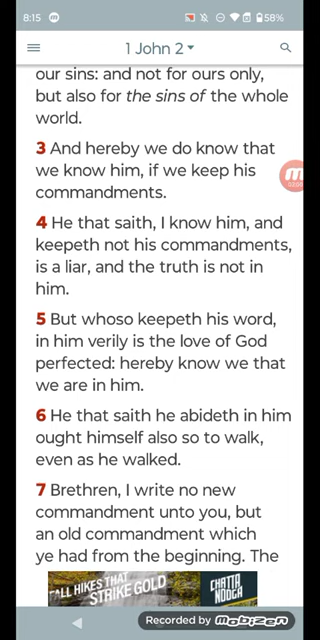 8:15
58%
1 John 2
our sins: and not for ours only,
but also for the sins of the whole
world.
3 And hereby we do know that
we know him, if we keep his
commandments.
4 He that saith, I know him, and
keepeth not his commandments,
is a liar, and the truth is not in
him.
5 But whoso keepeth his word,
in him verily is the love of God
perfected: hereby know we that
we are in him.
6 He that saith he abideth in him
ought himself also so to walk,
even as he walked.
7 Brethren, I write no new
commandment unto you, but
an old commandment which
ye had from the beginning. The
ALL HIKES THAT
STRIKE GOLD
CHATTA
NOOGA
Recorded by mobizen